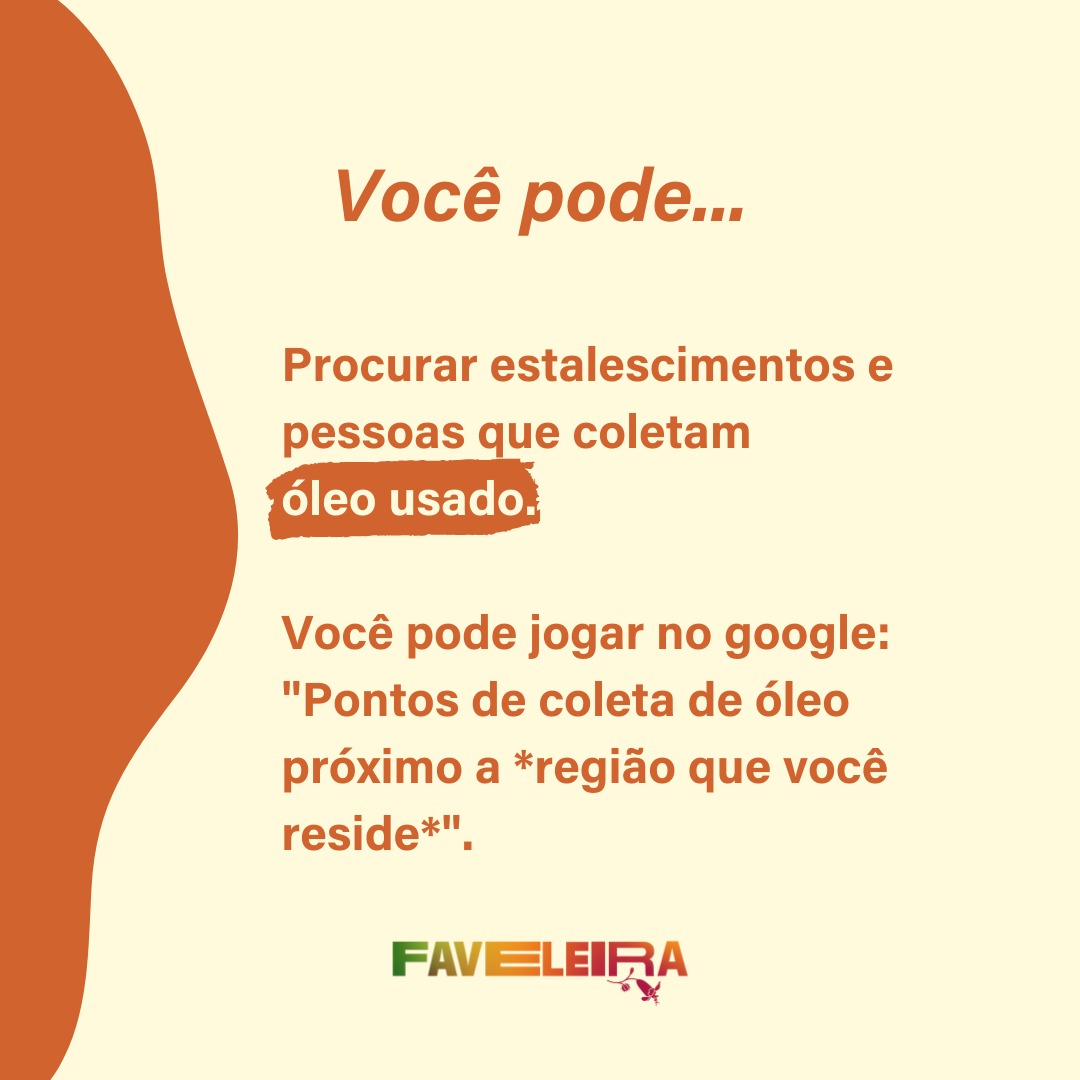 Você pode...
Procurar estalescimentos e
pessoas que coletam
óleo usado.
Você pode jogar no google:
"Pontos de coleta de óleo
próximo a *região que você
reside*".
FAVELEIRA